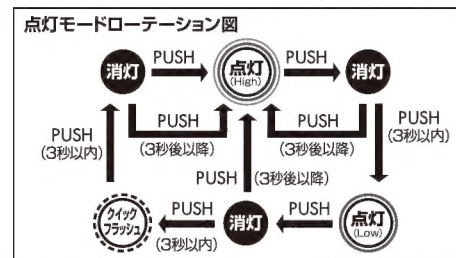 点灯モードローテーション図
消灯
PUSH
点灯
(High)
PUSH
消灯
PUSH
(3秒以内)
PUSH
(3秒後以降)
PUSH
(3秒後以降)
PUSH
(3秒以内)
PUSH
(3秒後以降)
クイック
フラッシュ
PUSH
(3秒以内)
消灯
PUSH
点灯
(Low)